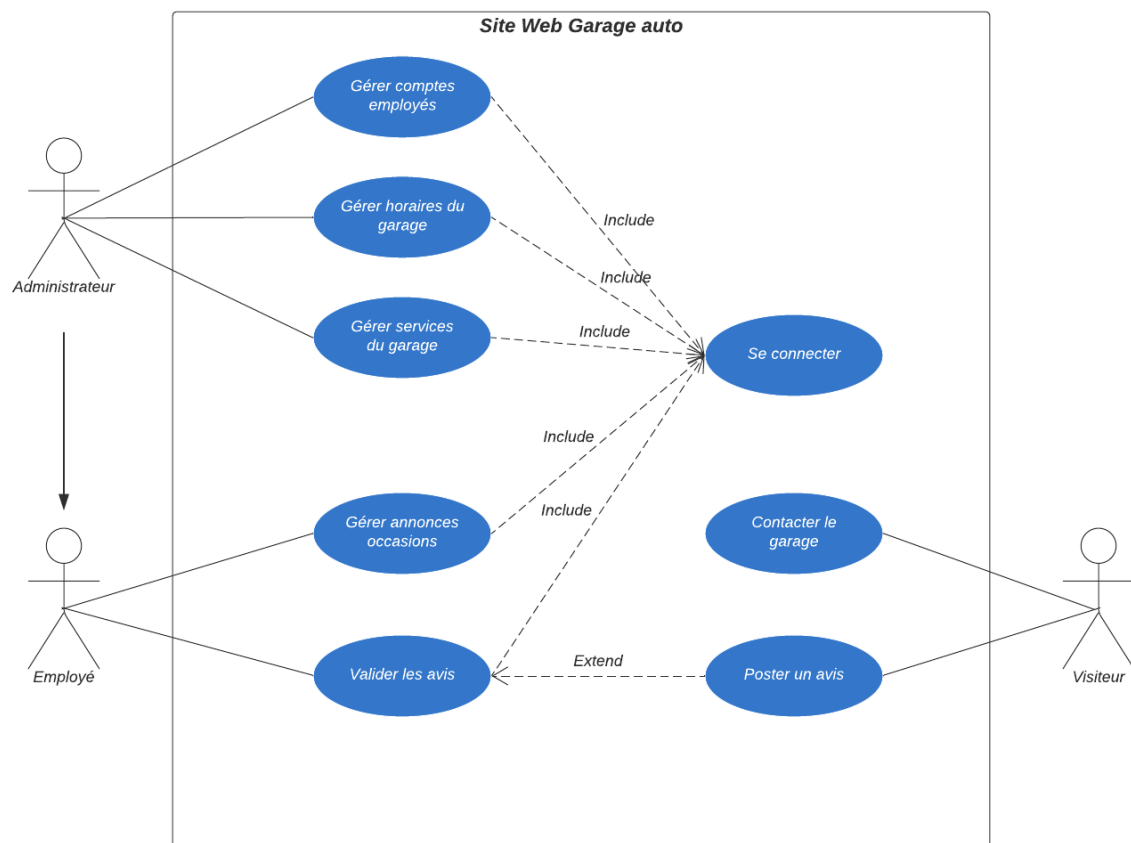 Site Web Garage auto
Gérer comptes
employés
Gérer horaires du
garage
Include
Administrateur
Include
Gérer services
du garage
Include
Se connecter
Include
Gérer annonces
occasions
Include
Contacter le
garage
Employé
Valider les avis
Extend
Poster un avis
Visiteur